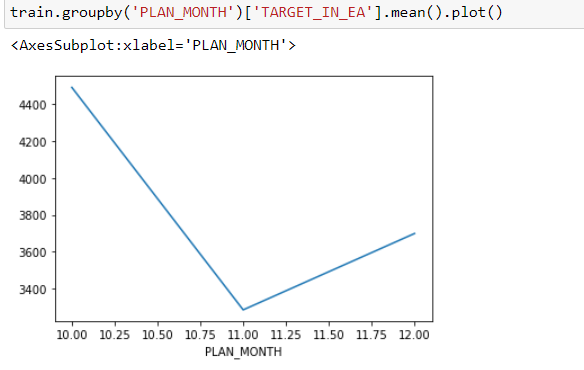 train.groupby('PLAN_MONTH')['TARGET_IN_EA'].mean().plot()
<AxesSubplot:xlabel='PLAN_MONTH'>
4400
4200
4000
3800
3600
3400
10.00 10.25 10.50 10.75 11.00 11.25 11.50 11.75 12.00
PLAN_MONTH